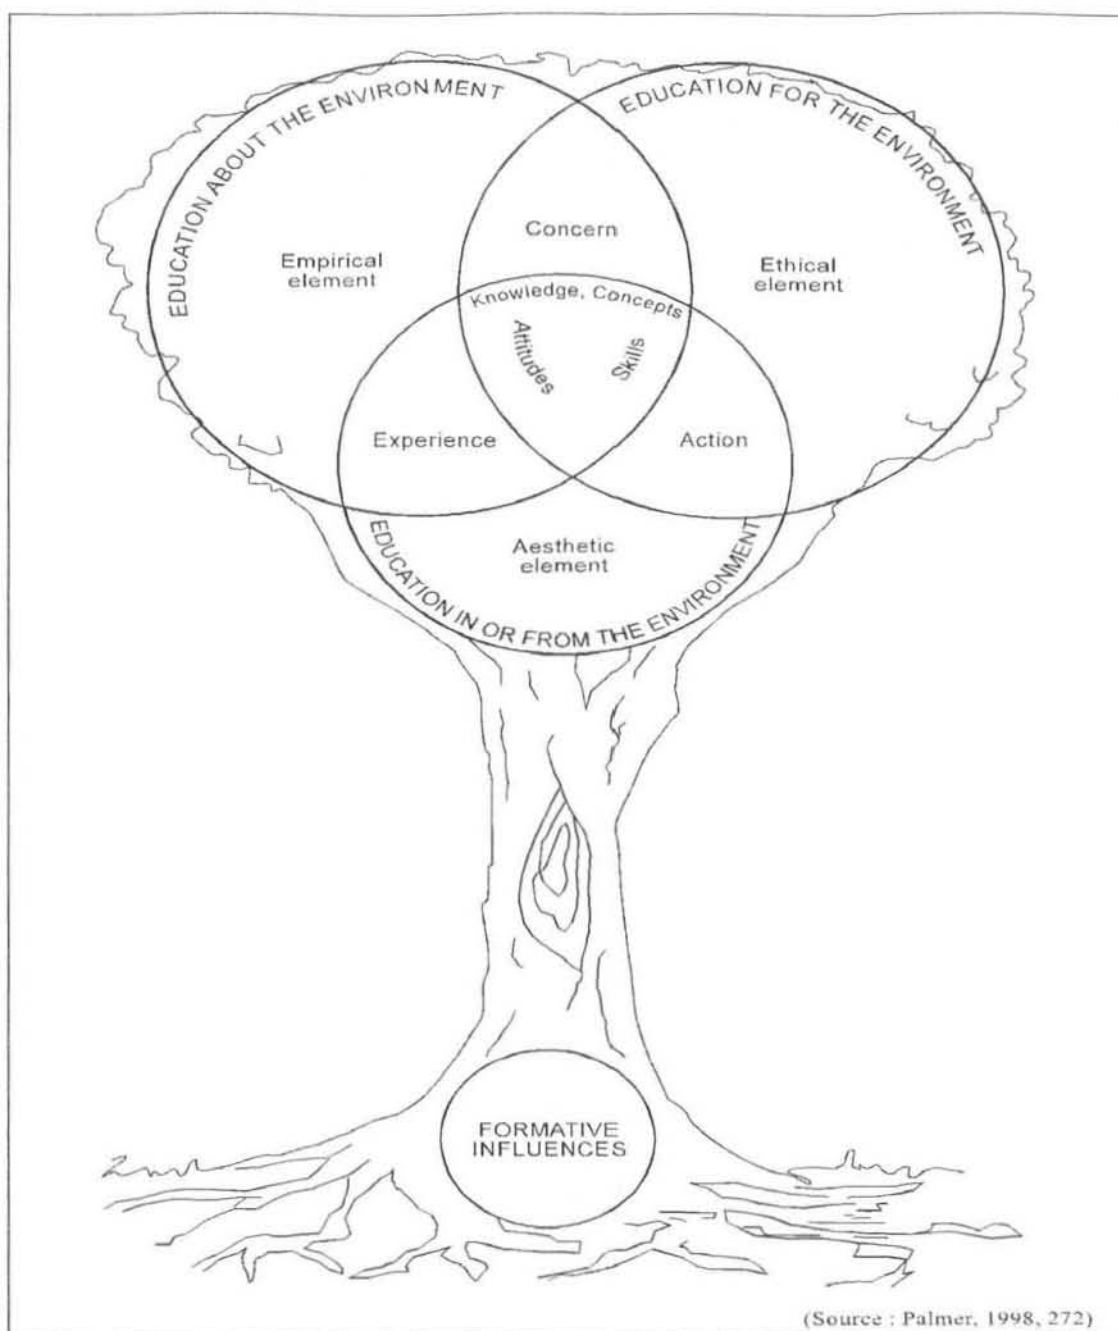 EDUCATION ABOUT THE ENVIRONMENT
EDUCATION FOR THE ENVIRONMENT
Concern
Empirical
element
Ethical
element
Knowledge, Concepts
Attitudes
Skills
Experience
Action
Aesthetic
element
EDUCATION IN OR FROM THE ENVIRONMENT
FORMATIVE
INFLUENCES
(Source : Palmer, 1998, 272)